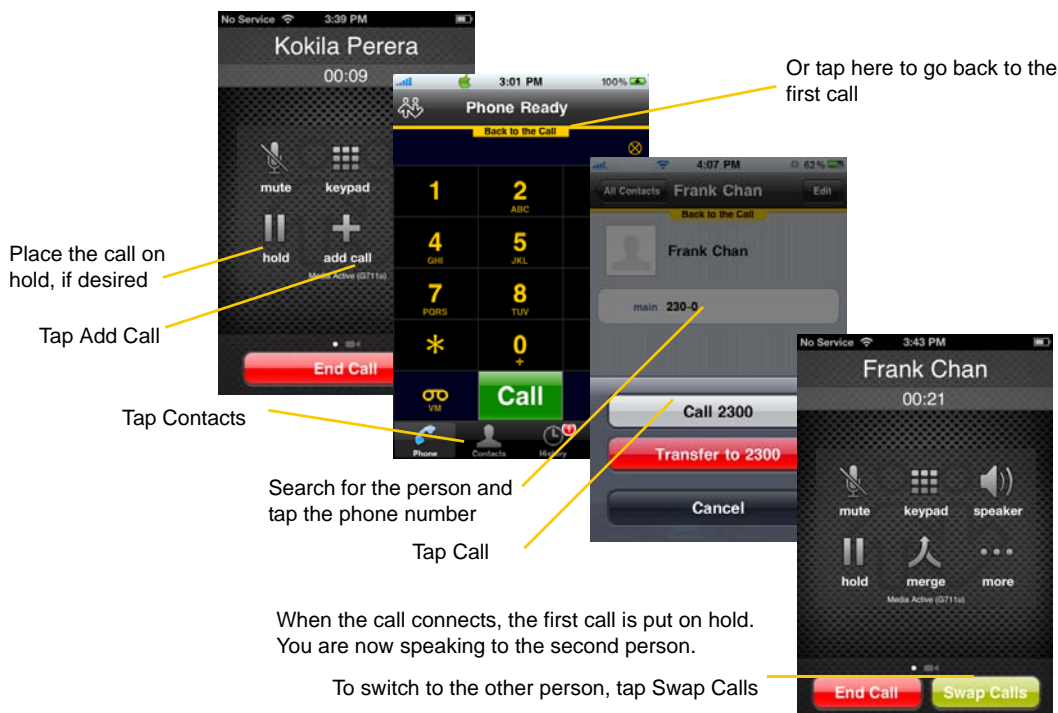 No Service 3:39 PM
Kokila Perera
00:09
mute keypad
hold add call
Media Active (G711u)
End Call
Place the call on
hold, if desired
Tap Add Call
3:01 PM 100%
Phone Ready
Back to the Call
1 2
ABC
4 5
GHI JKL
7 8
PQRS TUV
* 0
+
VM Call
Phone Contacts History
Or tap here to go back to the
first call
Tap Contacts
4:07 PM 62%
All Contacts Frank Chan Edit
Back to the Call
Frank Chan
main 230-0
Call 2300
Transfer to 2300
Cancel
Search for the person and
tap the phone number
Tap Call
No Service 3:43 PM
Frank Chan
00:21
mute keypad speaker
hold merge more
Media Active (G711u)
End Call Swap Calls
When the call connects, the first call is put on hold.
You are now speaking to the second person.
To switch to the other person, tap Swap Calls